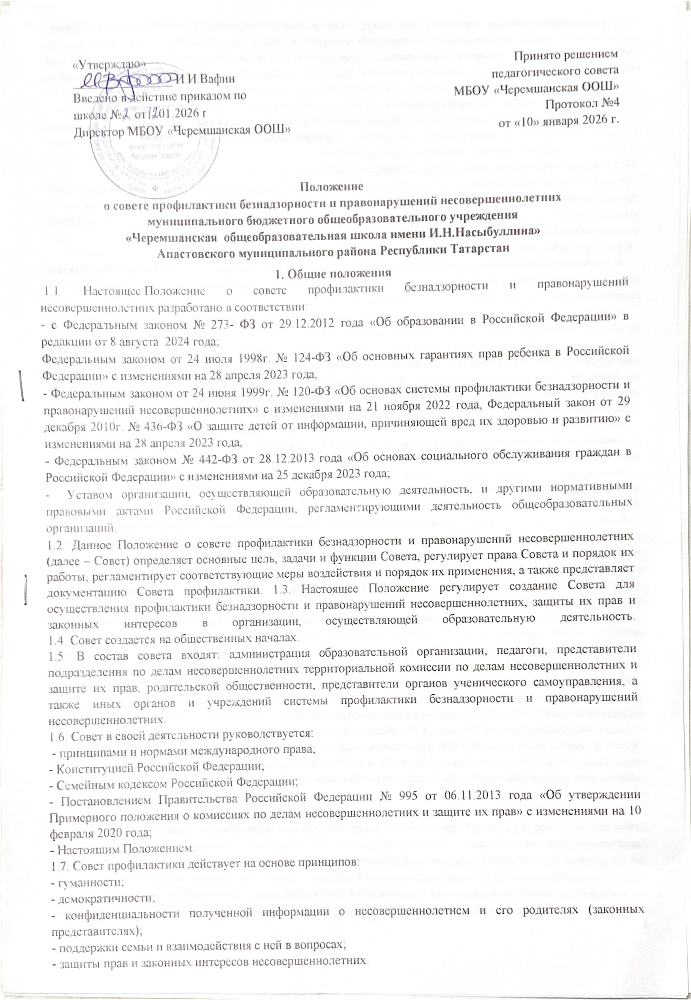 «Утверждаю»
И.И.Вафин
Введено в действие приказом по
школе №2 от 12.01.2026 г
Директор МБОУ «Черемшанская ООШ»
Принято решением
педагогического совета
МБОУ «Черемшанская ООШ»
Протокол №4
от «10» января 2026 г.
муниципального района
Республики Татарстан
Положение
о совете профилактики безнадзорности и правонарушений несовершеннолетних
муниципального бюджетного общеобразовательного учреждения
«Черемшанская общеобразовательная школа имени И.Н.Насыбуллина»
Апастовского муниципального района Республики Татарстан
1. Общие положения
1.1. Настоящее Положение о совете профилактики безнадзорности и правонарушений
несовершеннолетних разработано в соответствии:
- с Федеральным законом № 273- ФЗ от 29.12.2012 года «Об образовании в Российской Федерации» в
редакции от 8 августа 2024 года;
Федеральным законом от 24 июля 1998г. № 124-ФЗ «Об основных гарантиях прав ребенка в Российской
Федерации» с изменениями на 28 апреля 2023 года;
- Федеральным законом от 24 июня 1999г. № 120-ФЗ «Об основах системы профилактики безнадзорности и
правонарушений несовершеннолетних» с изменениями на 21 ноября 2022 года, Федеральный закон от 29
декабря 2010г. № 436-ФЗ «О защите детей от информации, причиняющей вред их здоровью и развитию» с
изменениями на 28 апреля 2023 года,
- Федеральным законом № 442-ФЗ от 28.12.2013 года «Об основах социального обслуживания граждан в
Российской Федерации» с изменениями на 25 декабря 2023 года;
- Уставом организации, осуществляющей образовательную деятельность, и другими нормативными
правовыми актами Российской Федерации, регламентирующими деятельность общеобразовательных
организаций.
1.2. Данное Положение о совете профилактики безнадзорности и правонарушений несовершеннолетних
(далее – Совет) определяет основные цель, задачи и функции Совета, регулирует права Совета и порядок их
работы, регламентирует соответствующие меры воздействия и порядок их применения, а также представляет
документацию Совета профилактики. 1.3. Настоящее Положение регулирует создание Совета для
осуществления профилактики безнадзорности и правонарушений несовершеннолетних, защиты их прав и
законных интересов в организации, осуществляющей образовательную деятельность.
1.4. Совет создается на общественных началах.
1.5. В состав совета входят: администрация образовательной организации, педагоги, представители
подразделения по делам несовершеннолетних территориальной комиссии по делам несовершеннолетних и
защите их прав, родительской общественности, представители органов ученического самоуправления, а
также иных органов и учреждений системы профилактики безнадзорности и правонарушений
несовершеннолетних.
1.6. Совет в своей деятельности руководствуется:
- принципами и нормами международного права;
- Конституцией Российской Федерации;
- Семейным кодексом Российской Федерации;
- Постановлением Правительства Российской Федерации № 995 от 06.11.2013 года «Об утверждении
Примерного положения о комиссиях по делам несовершеннолетних и защите их прав» с изменениями на 10
февраля 2020 года;
- Настоящим Положением.
1.7. Совет профилактики действует на основе принципов:
- гуманности;
- демократичности;
- конфиденциальности полученной информации о несовершеннолетнем и его родителях (законных
представителях);
- поддержки семьи и взаимодействия с ней в вопросах;
- защиты прав и законных интересов несовершеннолетних.